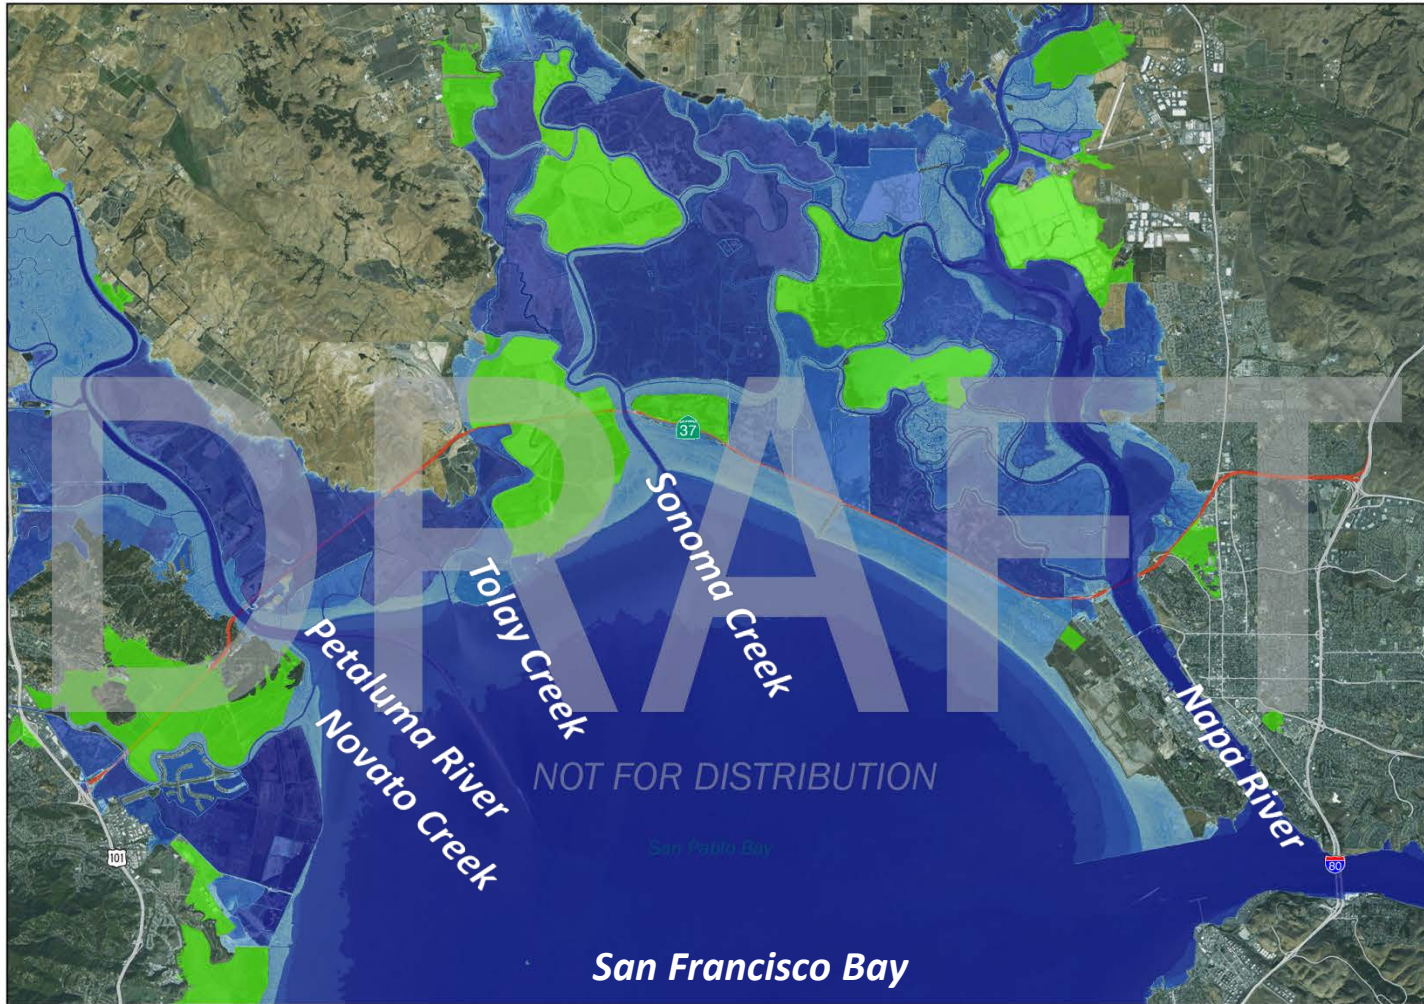 DRAFT
37
Sonoma Creek
Tolay Creek
Petaluma River
Novato Creek
Napa River
NOT FOR DISTRIBUTION
San Pablo Bay
101
80
San Francisco Bay